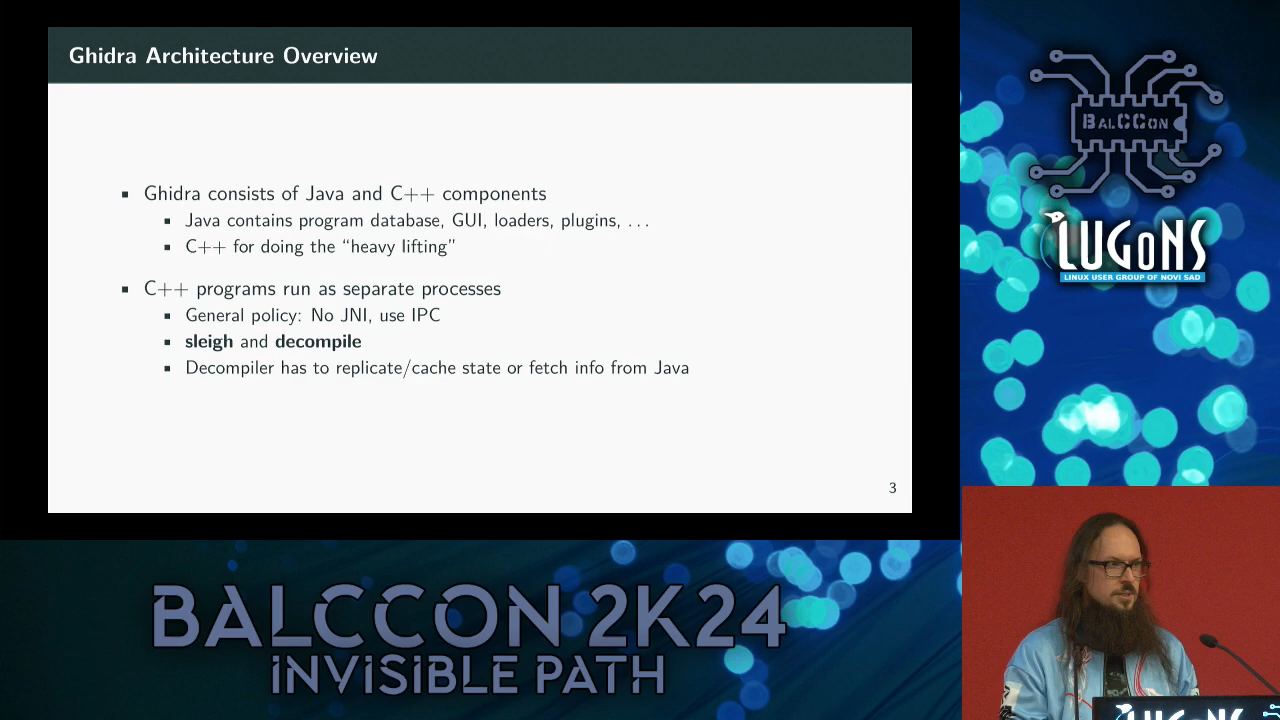 Ghidra Architecture Overview
Ghidra consists of Java and C++ components
Java contains program database, GUI, loaders, plugins, ...
C++ for doing the “heavy lifting”
C++ programs run as separate processes
General policy: No JNI, use IPC
sleigh and decompile
Decompiler has to replicate/cache state or fetch info from Java
3
BALCCON
LUGoNS
LINUX USER GROUP OF NOVI SAD
BALCCON 2K24
INVISIBLE PATH
LUGoNS